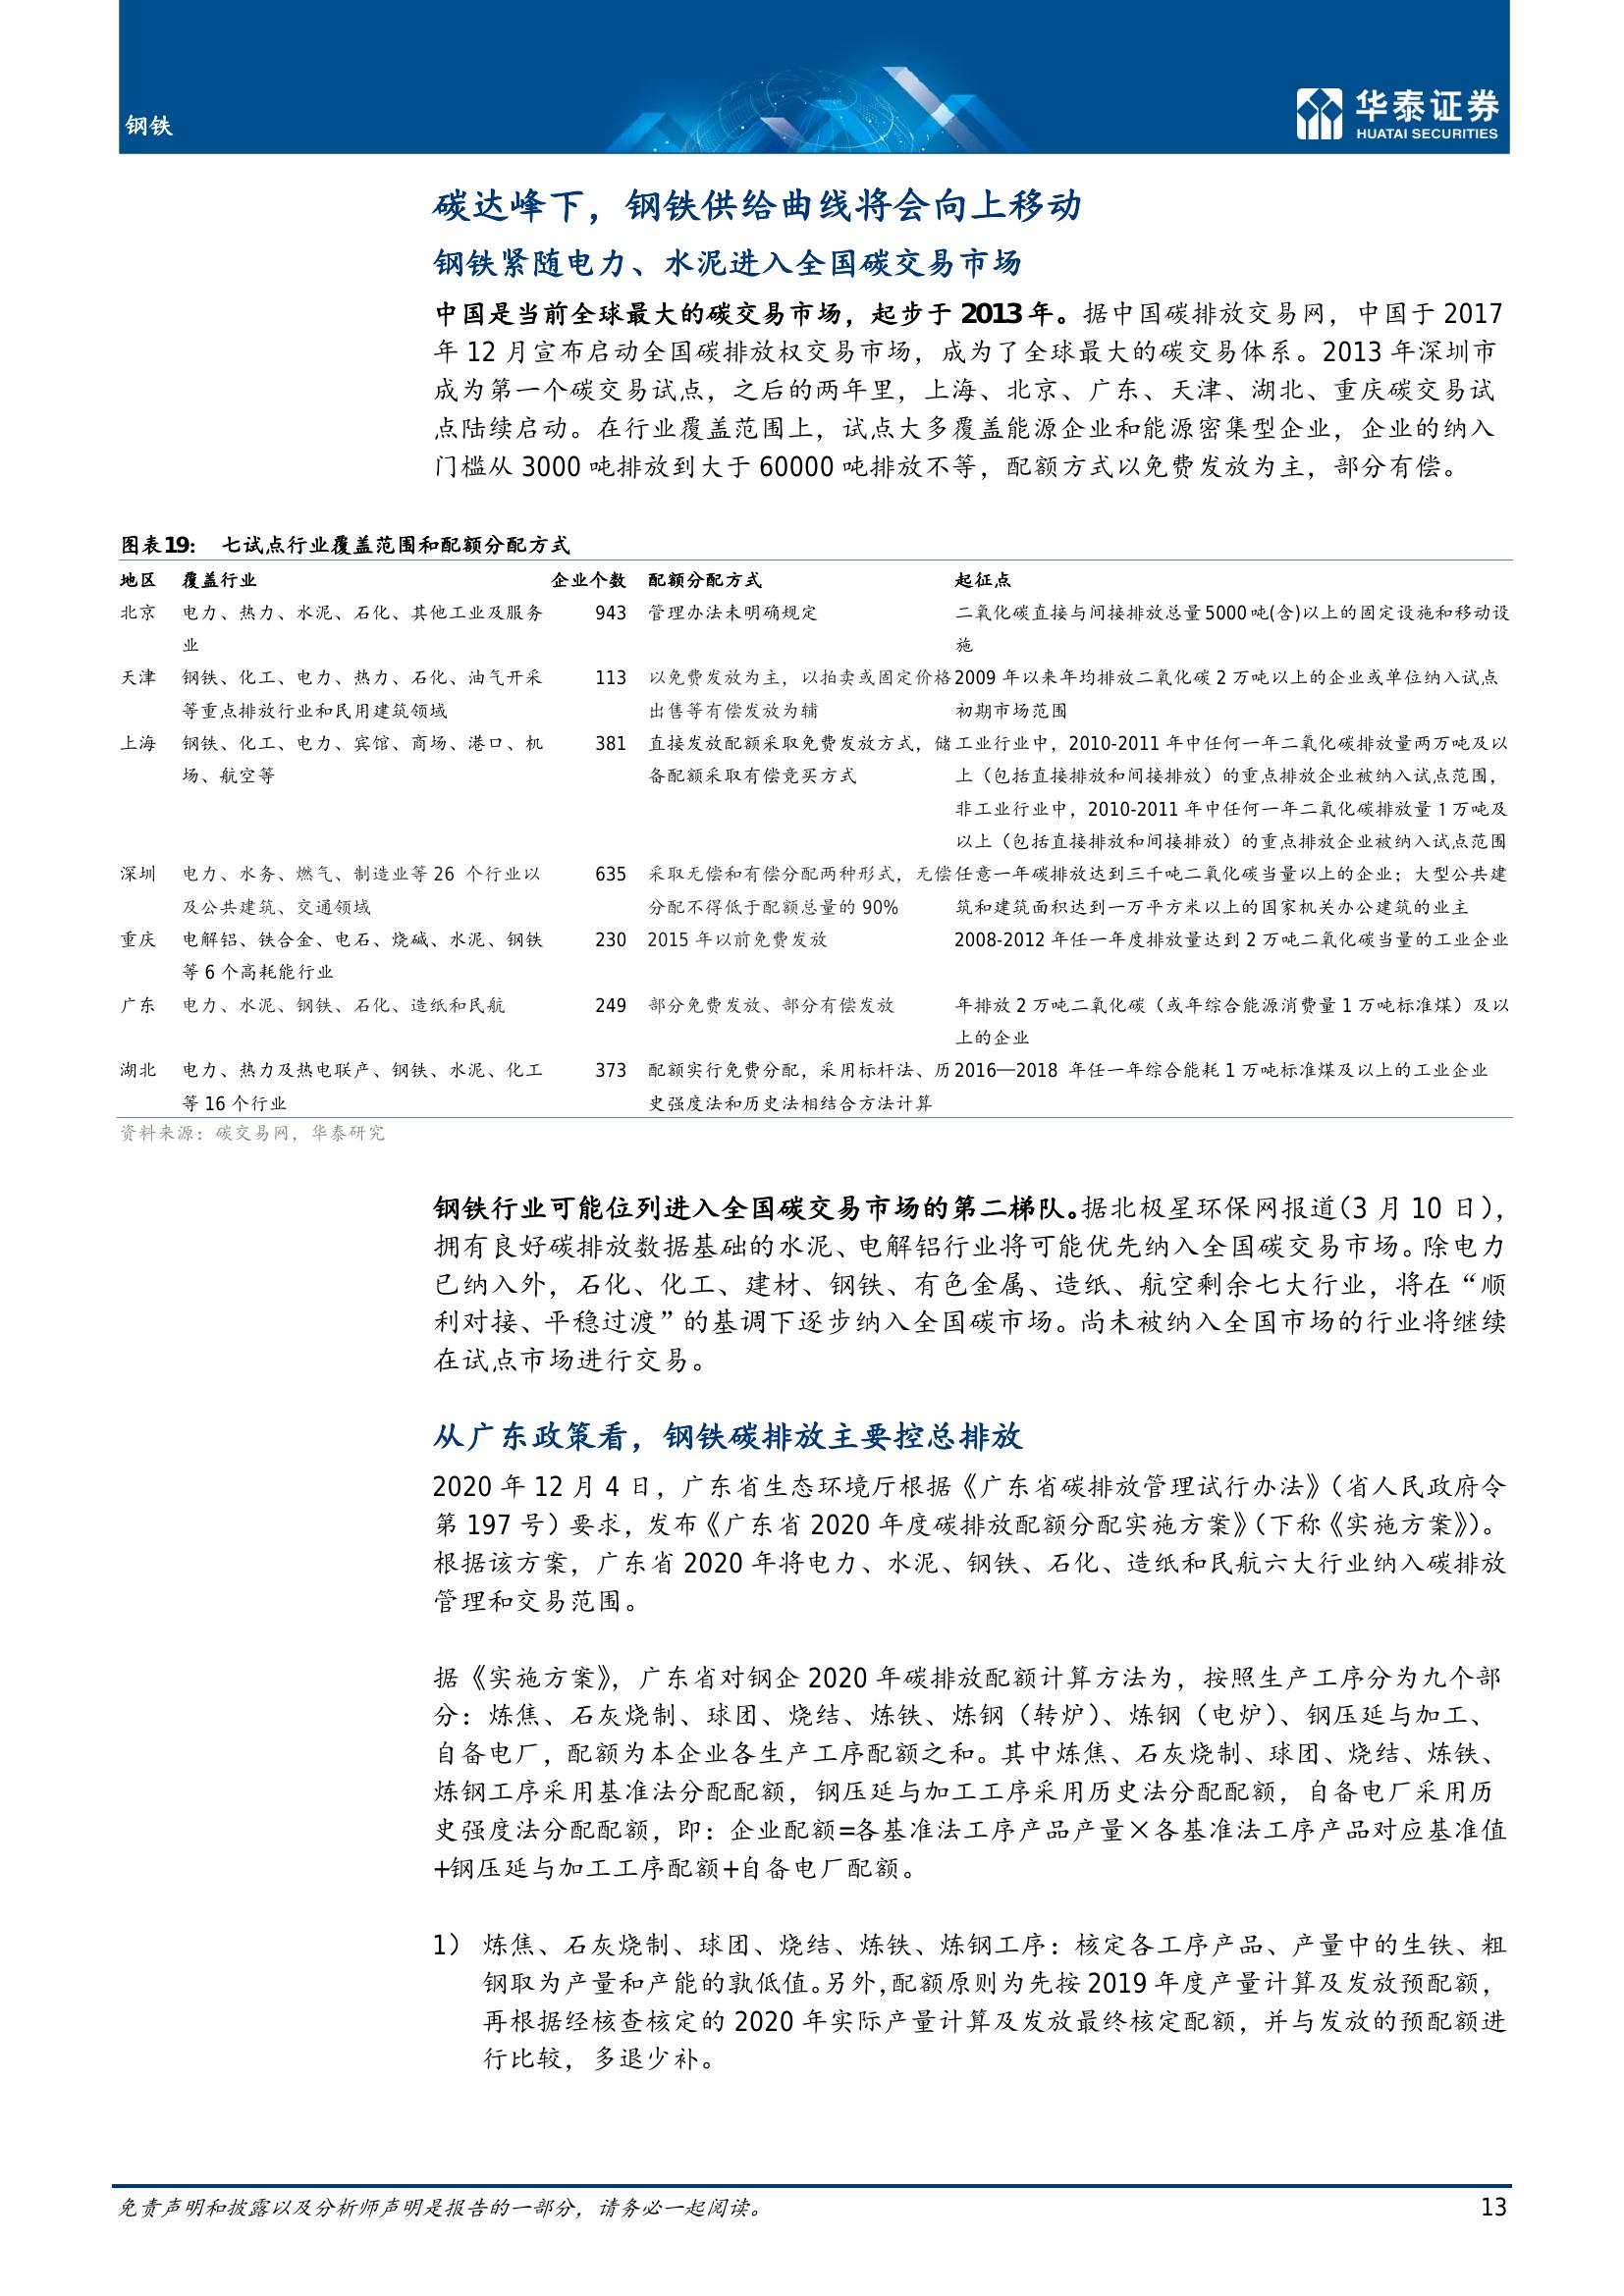 钢铁
华泰证券
HUATAI SECURITIES
碳达峰下，钢铁供给曲线将会向上移动
钢铁紧随电力、水泥进入全国碳交易市场
中国是当前全球最大的碳交易市场，起步于 2013 年。据中国碳排放交易网，中国于 2017
年 12 月宣布启动全国碳排放权交易市场，成为了全球最大的碳交易体系。2013 年深圳市
成为第一个碳交易试点，之后的两年里，上海、北京、广东、天津、湖北、重庆碳交易试
点陆续启动。在行业覆盖范围上，试点大多覆盖能源企业和能源密集型企业，企业的纳入
门槛从 3000 吨排放到大于 60000 吨排放不等，配额方式以免费发放为主，部分有偿。
图表19： 七试点行业覆盖范围和配额分配方式
地区 覆盖行业 企业个数 配额分配方式 起征点
北京 电力、热力、水泥、石化、其他工业及服务 943 管理办法未明确规定 二氧化碳直接与间接排放总量 5000 吨(含)以上的固定设施和移动设
业 施
天津 钢铁、化工、电力、热力、石化、油气开采 113 以免费发放为主，以拍卖或固定价格 2009 年以来年均排放二氧化碳 2 万吨以上的企业或单位纳入试点
等重点排放行业和民用建筑领域 出售等有偿发放为辅 初期市场范围
上海 钢铁、化工、电力、宾馆、商场、港口、机 381 直接发放配额采取免费发放方式，储 工业行业中，2010-2011 年中任何一年二氧化碳排放量两万吨及以
场、航空等 备配额采取有偿竞买方式 上（包括直接排放和间接排放）的重点排放企业被纳入试点范围，
非工业行业中，2010-2011 年中任何一年二氧化碳排放量 1 万吨及
以上（包括直接排放和间接排放）的重点排放企业被纳入试点范围
深圳 电力、水务、燃气、制造业等 26 个行业以 635 采取无偿和有偿分配两种形式，无偿 任意一年碳排放达到三千吨二氧化碳当量以上的企业；大型公共建
及公共建筑、交通领域 分配不得低于配额总量的 90% 筑和建筑面积达到一万平方米以上的国家机关办公建筑的业主
重庆 电解铝、铁合金、电石、烧碱、水泥、钢铁 230 2015 年以前免费发放 2008-2012 年任一年度排放量达到 2 万吨二氧化碳当量的工业企业
等 6 个高耗能行业
广东 电力、水泥、钢铁、石化、造纸和民航 249 部分免费发放、部分有偿发放 年排放 2 万吨二氧化碳（或年综合能源消费量 1 万吨标准煤）及以
上的企业
湖北 电力、热力及热电联产、钢铁、水泥、化工 373 配额实行免费分配，采用标杆法、历 2016—2018 年任一年综合能耗 1 万吨标准煤及以上的工业企业
等 16 个行业 史强度法和历史法相结合方法计算
资料来源：碳交易网，华泰研究
钢铁行业可能位列进入全国碳交易市场的第二梯队。据北极星环保网报道（3 月 10 日），
拥有良好碳排放数据基础的水泥、电解铝行业将可能优先纳入全国碳交易市场。除电力
已纳入外，石化、化工、建材、钢铁、有色金属、造纸、航空剩余七大行业，将在“顺
利对接、平稳过渡”的基调下逐步纳入全国碳市场。尚未被纳入全国市场的行业将继续
在试点市场进行交易。
从广东政策看，钢铁碳排放主要控总排放
2020 年 12 月 4 日，广东省生态环境厅根据《广东省碳排放管理试行办法》（省人民政府令
第 197 号）要求，发布《广东省 2020 年度碳排放配额分配实施方案》（下称《实施方案》）。
根据该方案，广东省 2020 年将电力、水泥、钢铁、石化、造纸和民航六大行业纳入碳排放
管理和交易范围。
据《实施方案》，广东省对钢企 2020 年碳排放配额计算方法为，按照生产工序分为九个部
分：炼焦、石灰烧制、球团、烧结、炼铁、炼钢（转炉）、炼钢（电炉）、钢压延与加工、
自备电厂，配额为本企业各生产工序配额之和。其中炼焦、石灰烧制、球团、烧结、炼铁、
炼钢工序采用基准法分配配额，钢压延与加工工序采用历史法分配配额，自备电厂采用历
史强度法分配配额，即：企业配额=各基准法工序产品产量×各基准法工序产品对应基准值
+钢压延与加工工序配额+自备电厂配额。
1） 炼焦、石灰烧制、球团、烧结、炼铁、炼钢工序：核定各工序产品、产量中的生铁、粗
钢取为产量和产能的孰低值。另外，配额原则为先按 2019 年度产量计算及发放预配额，
再根据经核查核定的 2020 年实际产量计算及发放最终核定配额，并与发放的预配额进
行比较，多退少补。
免责声明和披露以及分析师声明是报告的一部分，请务必一起阅读。 13